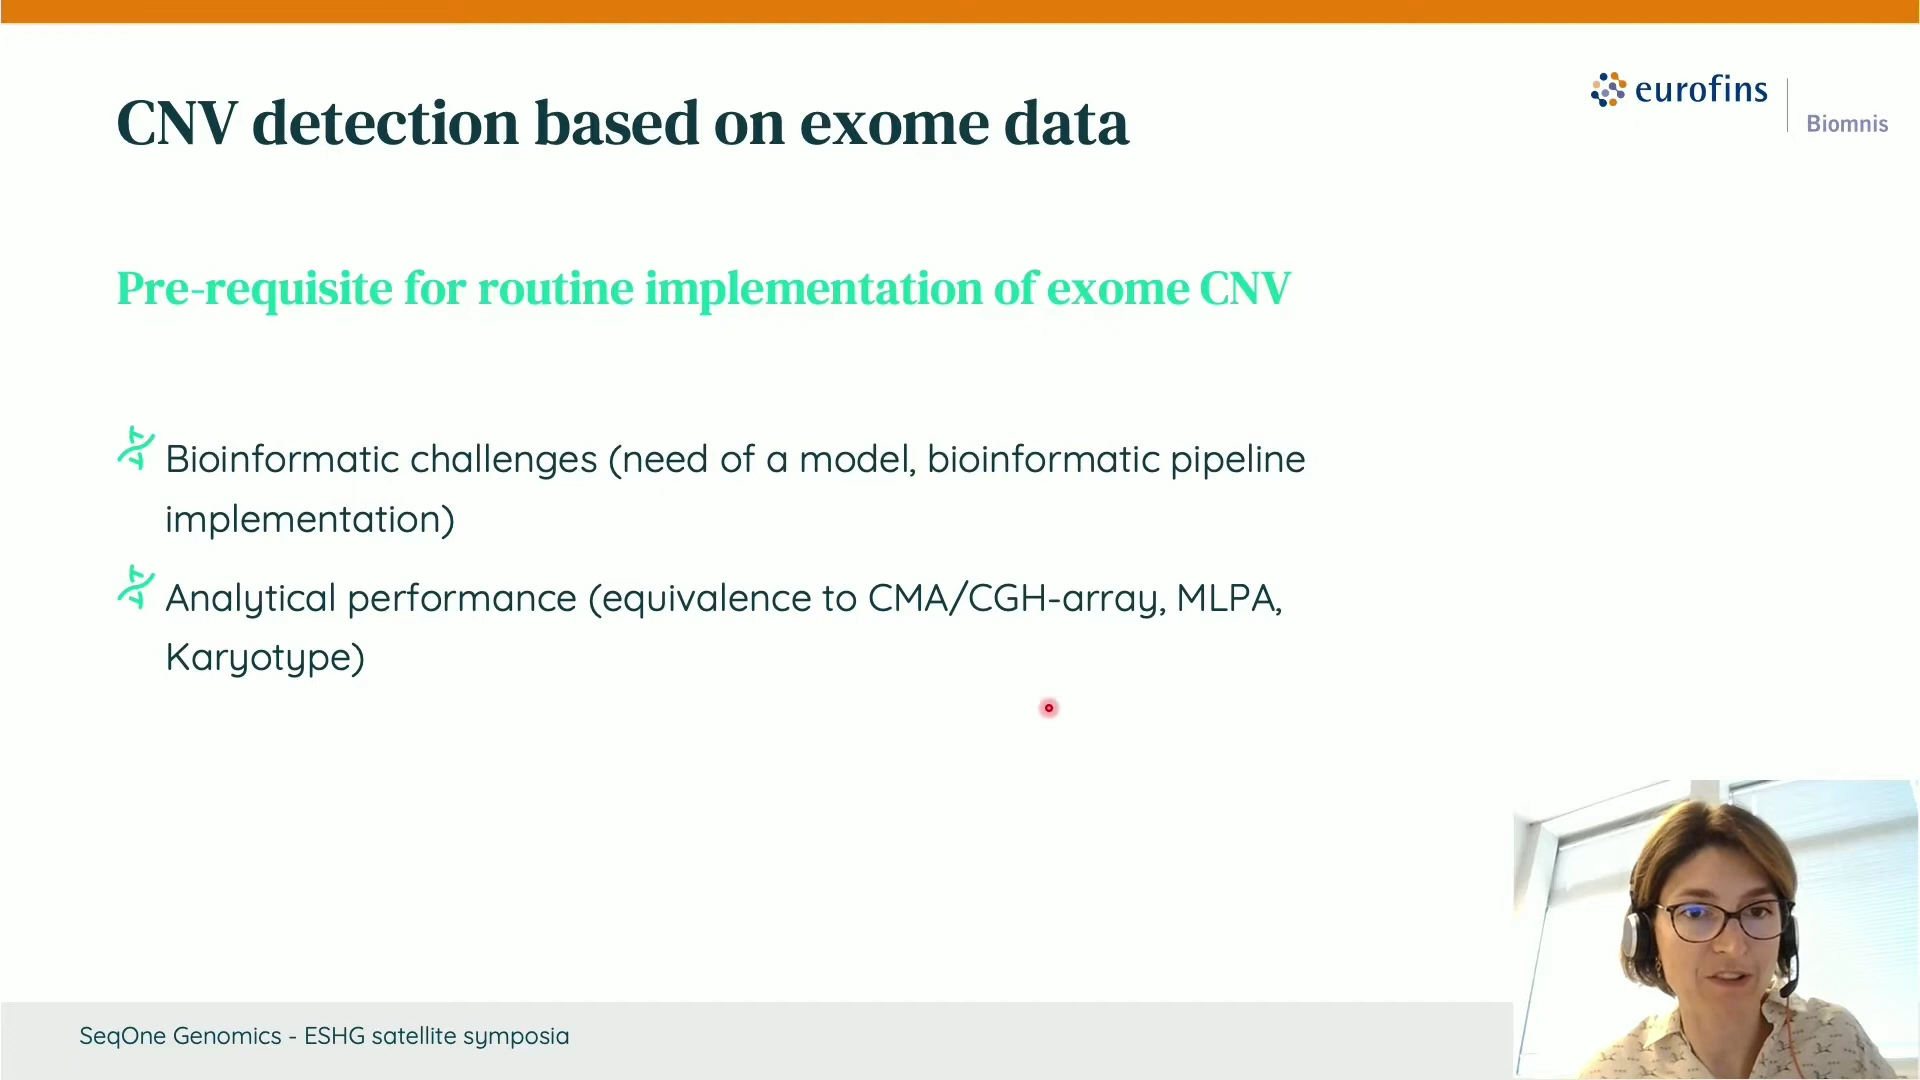 CNV detection based on exome data
eurofins
Biomnis
Pre-requisite for routine implementation of exome CNV
Bioinformatic challenges (need of a model, bioinformatic pipeline
implementation)
Analytical performance (equivalence to CMA/CGH-array, MLPA,
Karyotype)
SeqOne Genomics - ESHG satellite symposia